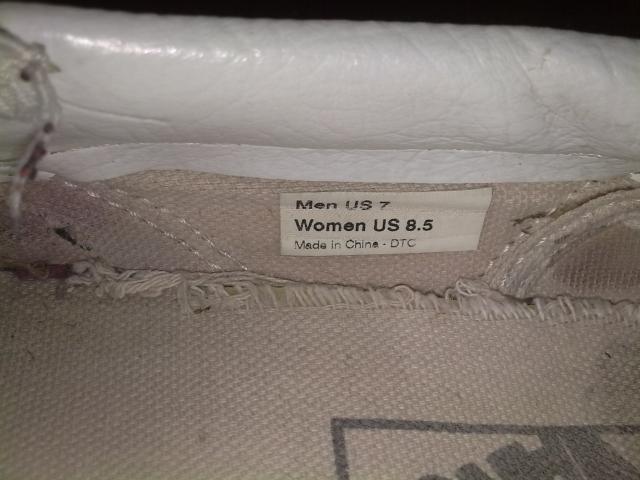 Men US 7
Women US 8.5
Made in China - DTC